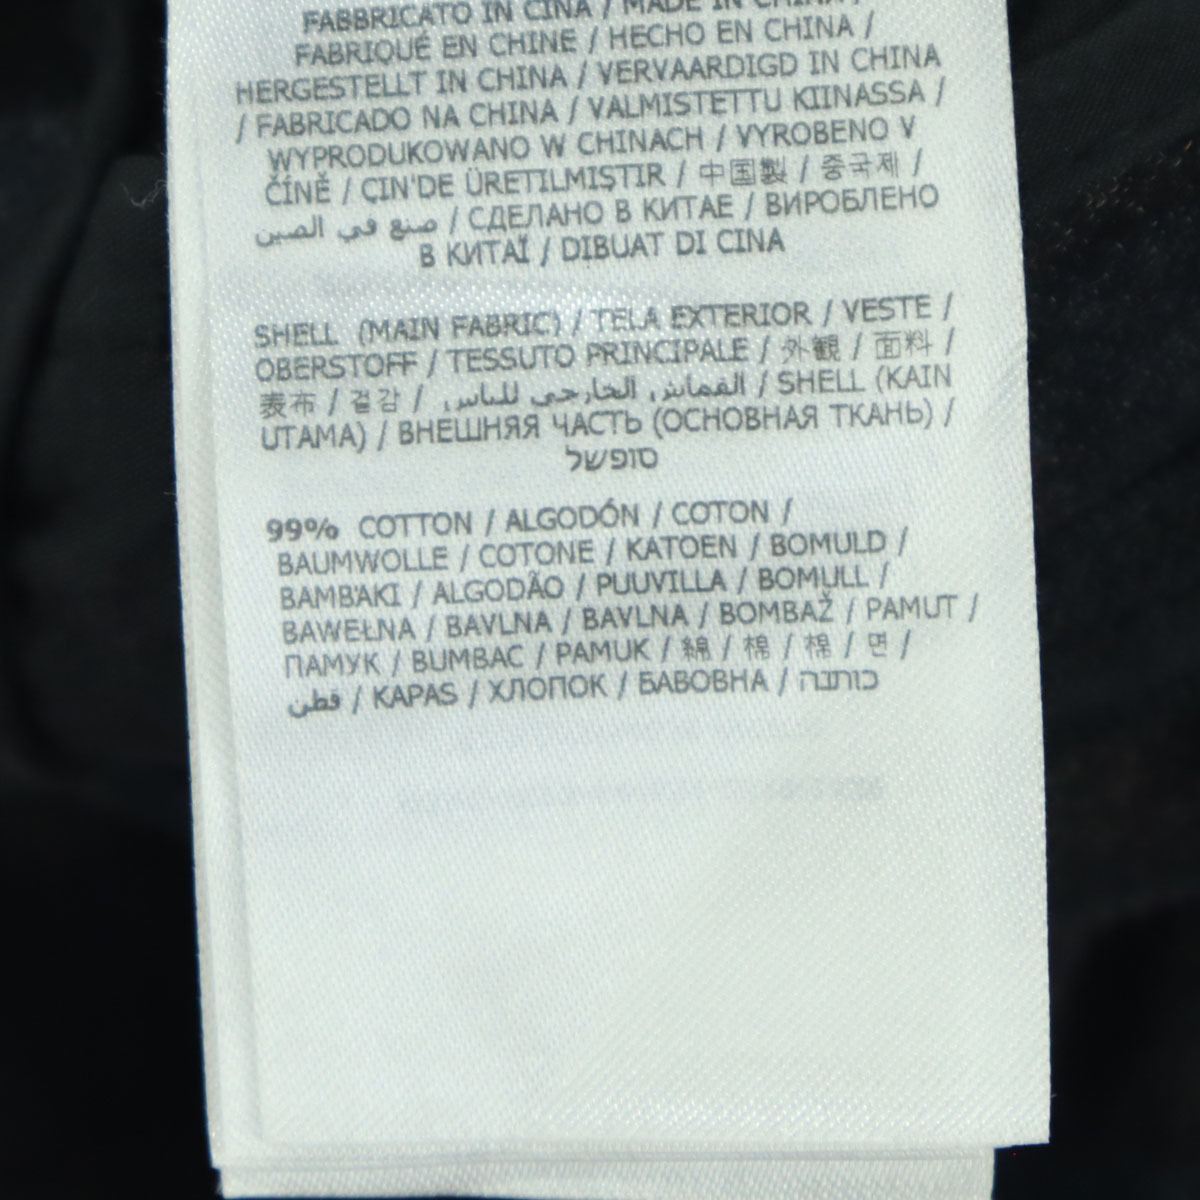 FABBRICATO IN CINA / MADE IN CHINA /
FABRIQUÉ EN CHINE / HECHO EN CHINA /
HERGESTELLT IN CHINA / VERVAARDIGD IN CHINA
/ FABRICADO NA CHINA / VALMISTETTU KIINASSA /
WYPRODUKOWANO W CHINACH / VYROBENO V
ČÍNĚ / ÇIN'DE ÜRETILMIŞTIR / 中国製 / 중국제 /
صنع في الصين / СДЕЛАНО В КИТАЕ / ВИРОБЛЕНО
В КИТАЇ / DIBUAT DI CINA
SHELL (MAIN FABRIC) / TELA EXTERIOR / VESTE /
OBERSTOFF / TESSUTO PRINCIPALE / 外観 / 面料 /
表布 / 겉감 / القماش الخارجي للباس / SHELL (KAIN
UTAMA) / ВНЕШНЯЯ ЧАСТЬ (ОСНОВНАЯ ТКАНЬ) /
סופשל
99% COTTON / ALGODÓN / COTON /
BAUMWOLLE / COTONE / KATOEN / BOMULD /
BAMBAKI / ALGODÃO / PUUVILLA / BOMULL /
BAWEŁNA / BAVLNA / BAVLNA / BOMBAŽ / PAMUT /
ПАМУК / BUMBAC / PAMUK / 綿 / 棉 / 棉 / 면 /
قطن / KAPAS / ХЛОПОК / БАВОВНА / כותנה